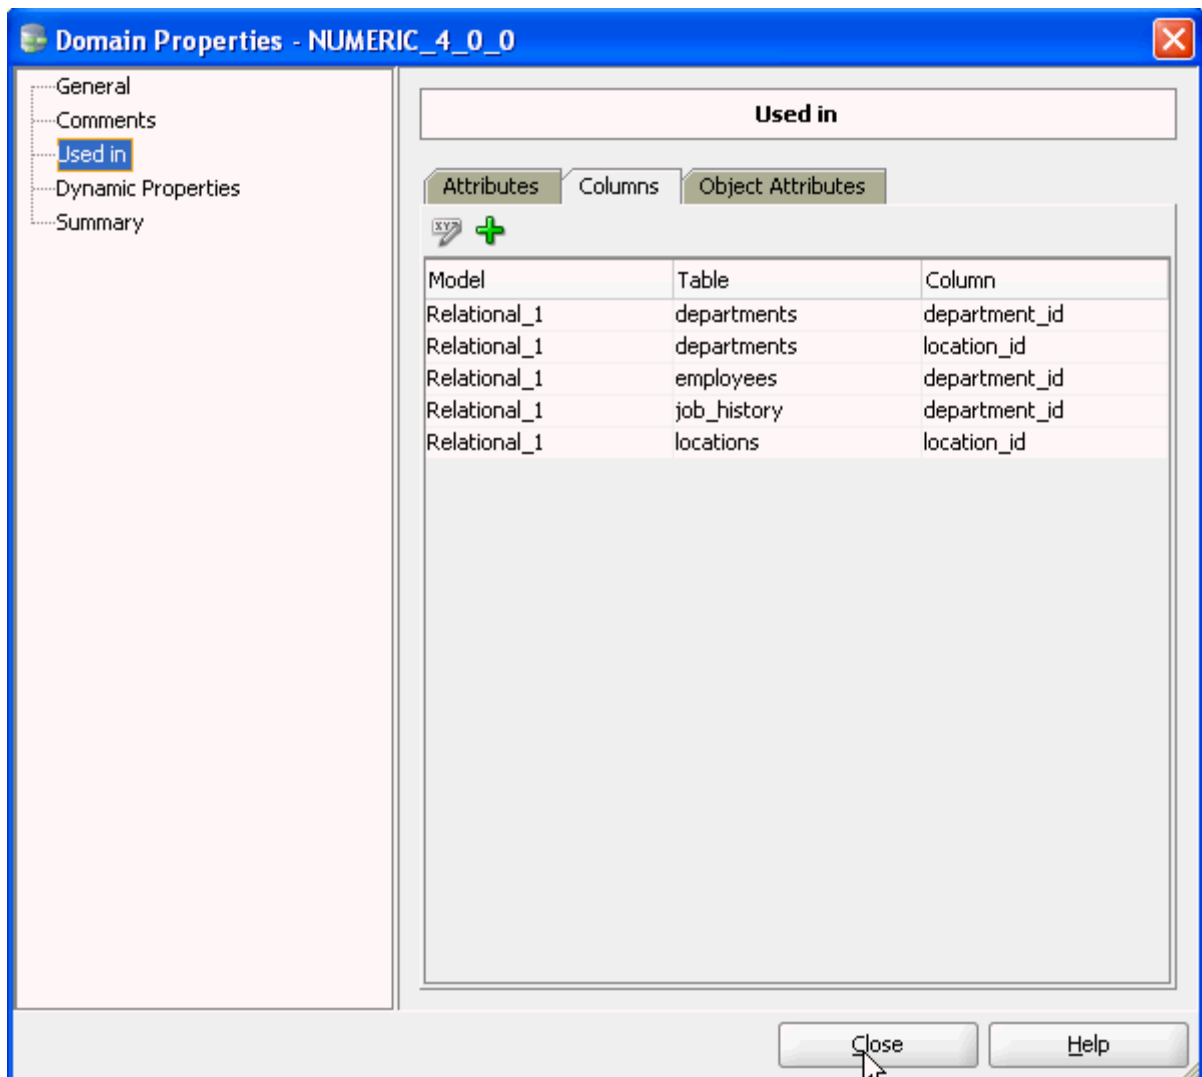 Domain Properties - NUMERIC_4_0_0
General
Comments
Used in
Dynamic Properties
Summary
Used in
Attributes Columns Object Attributes
Model Table Column
Relational_1 departments department_id
Relational_1 departments location_id
Relational_1 employees department_id
Relational_1 job_history department_id
Relational_1 locations location_id
Close Help